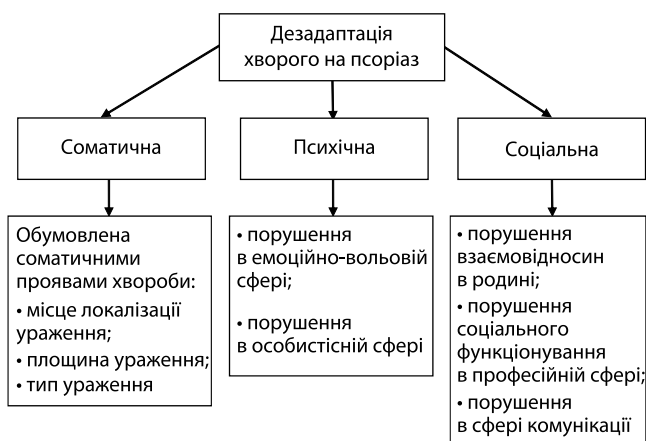 Дезадаптація
хворого на псоріаз
Соматична
Психічна
Соціальна
Обумовлена
соматичними
проявами хвороби:
• місце локалізації
ураження;
• площина ураження;
• тип ураження
• порушення
в емоційно-вольовій
сфері;
• порушення
в особистісній сфері
• порушення
взаємовідносин
в родині;
• порушення
соціального
функціонування
в професійній сфері;
• порушення
в сфері комунікації